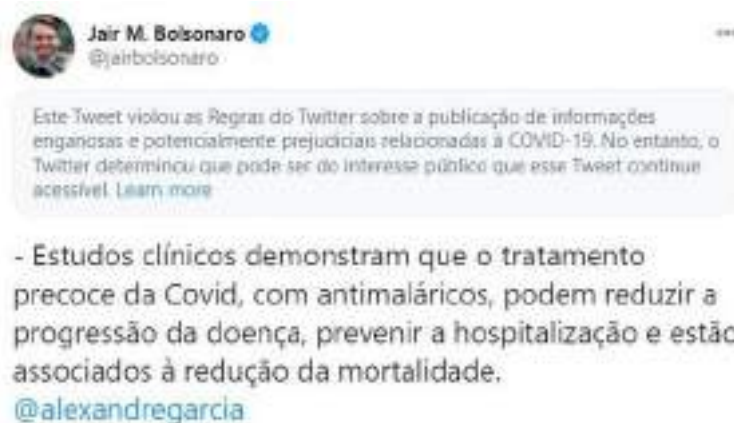 Jair M. Bolsonaro
@jairbolsonaro
Este Tweet violou as Regras do Twitter sobre a publicação de informações
enganosas e potencialmente prejudiciais relacionadas à COVID-19. No entanto, o
Twitter determinou que pode ser do interesse público que esse Tweet continue
acessível. Learn more
- Estudos clínicos demonstram que o tratamento
precoce da Covid, com antimaláricos, podem reduzir a
progressão da doença, prevenir a hospitalização e estão
associados à redução da mortalidade.
@alexandregarcia